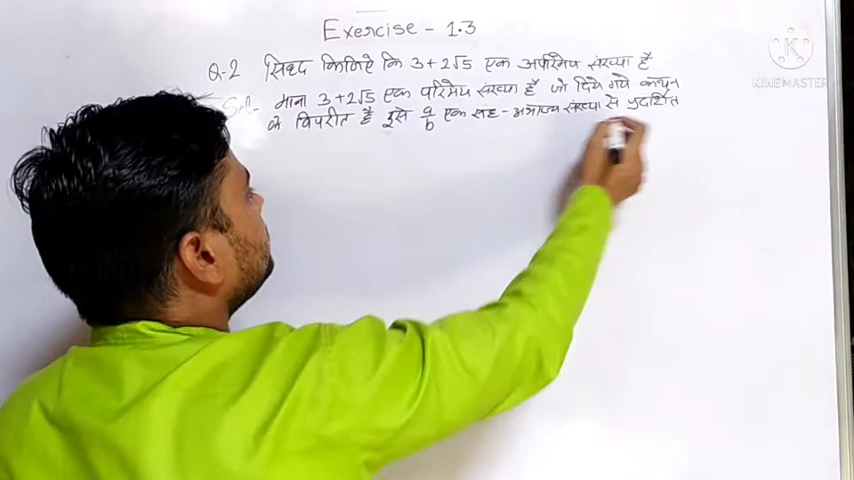 Exercise - 1.3
Q-2 सिध्द किजिऐ कि 3+2√5 एक अपरिमेय संख्या है
KINEMASTER
Sol- माना 3+2√5 एक परिमेय संख्या है जो दिये गये कथन
के विपरीत है इसे a/b एक सह-अभाज्य संख्या से प्रदर्शित